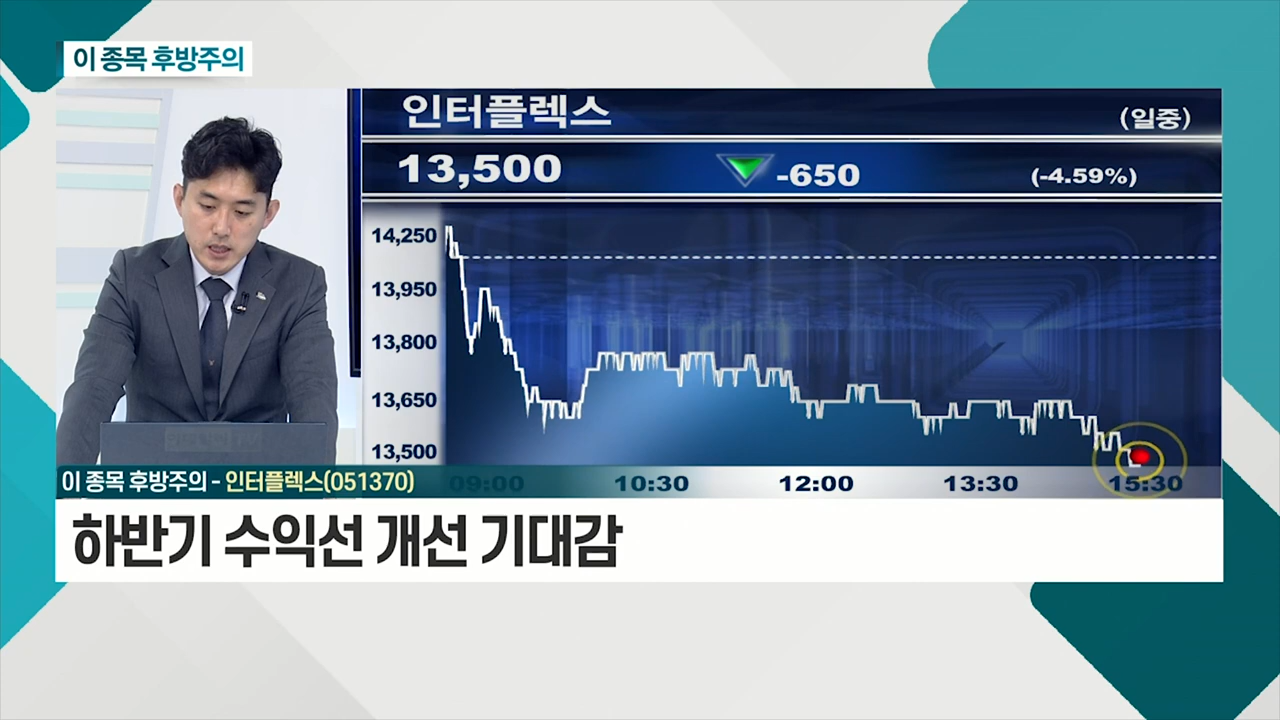 이 종목 후방주의
인터플렉스
(일중)
13,500
-650
(-4.59%)
14,250
13,950
13,800
13,650
13,500
09:00
10:30
12:00
13:30
15:30
이 종목 후방주의 - 인터플렉스(051370)
하반기 수익선 개선 기대감